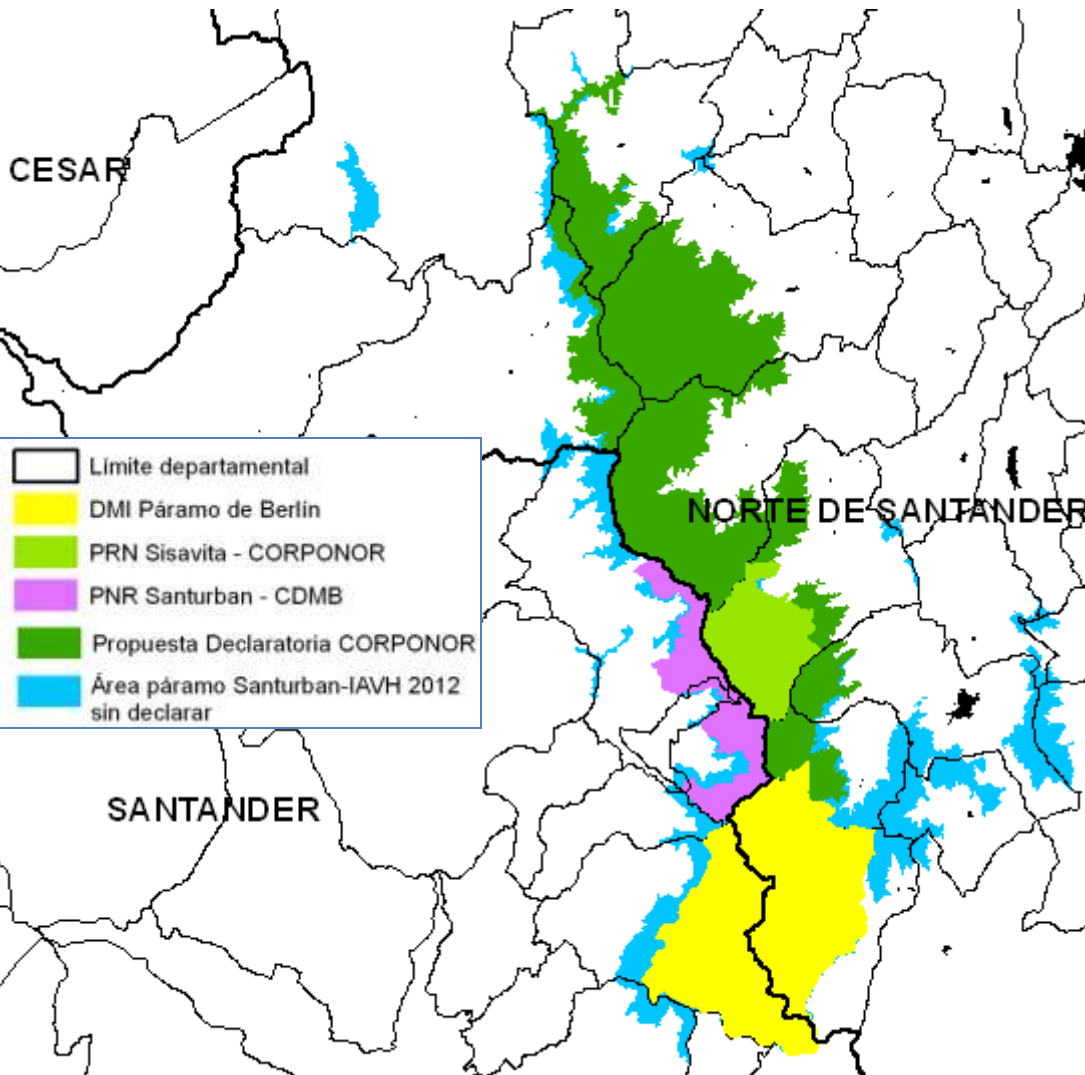 CESAR
Límite departamental
DMI Páramo de Berlín
PRN Sisavita - CORPONOR
PNR Santurban - CDMB
Propuesta Declaratoria CORPONOR
Área páramo Santurban-IAVH 2012
sin declarar
NORTE DE SANTANDER
SANTANDER